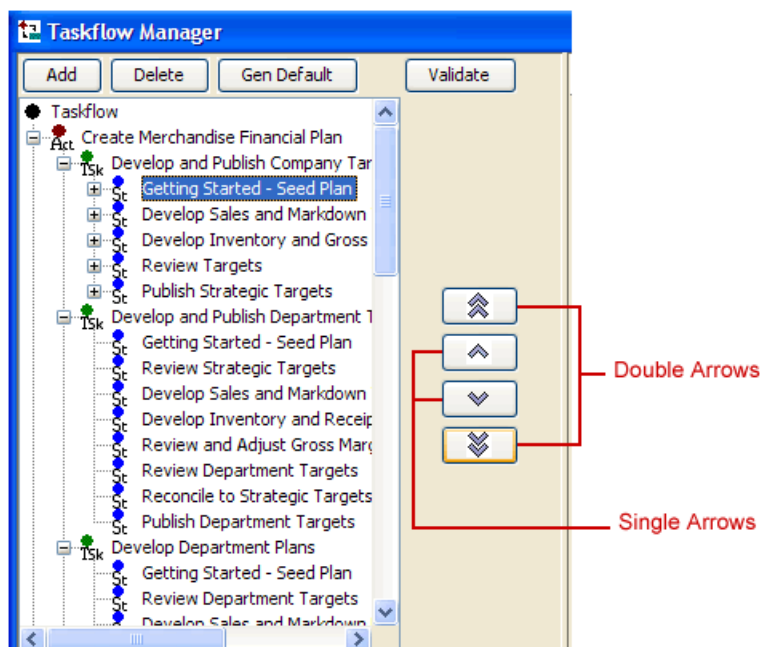 Taskflow Manager
Add Delete Gen Default Validate
Taskflow
Act Create Merchandise Financial Plan
Tsk Develop and Publish Company Tar
St Getting Started - Seed Plan
St Develop Sales and Markdown
St Develop Inventory and Gross
St Review Targets
St Publish Strategic Targets
Tsk Develop and Publish Department T
St Getting Started - Seed Plan
St Review Strategic Targets
St Develop Sales and Markdown
St Develop Inventory and Receip
St Review and Adjust Gross Marg
St Review Department Targets
St Reconcile to Strategic Targets
St Publish Department Targets
Tsk Develop Department Plans
St Getting Started - Seed Plan
St Review Department Targets
Develop Sales and Markdown
Double Arrows
Single Arrows